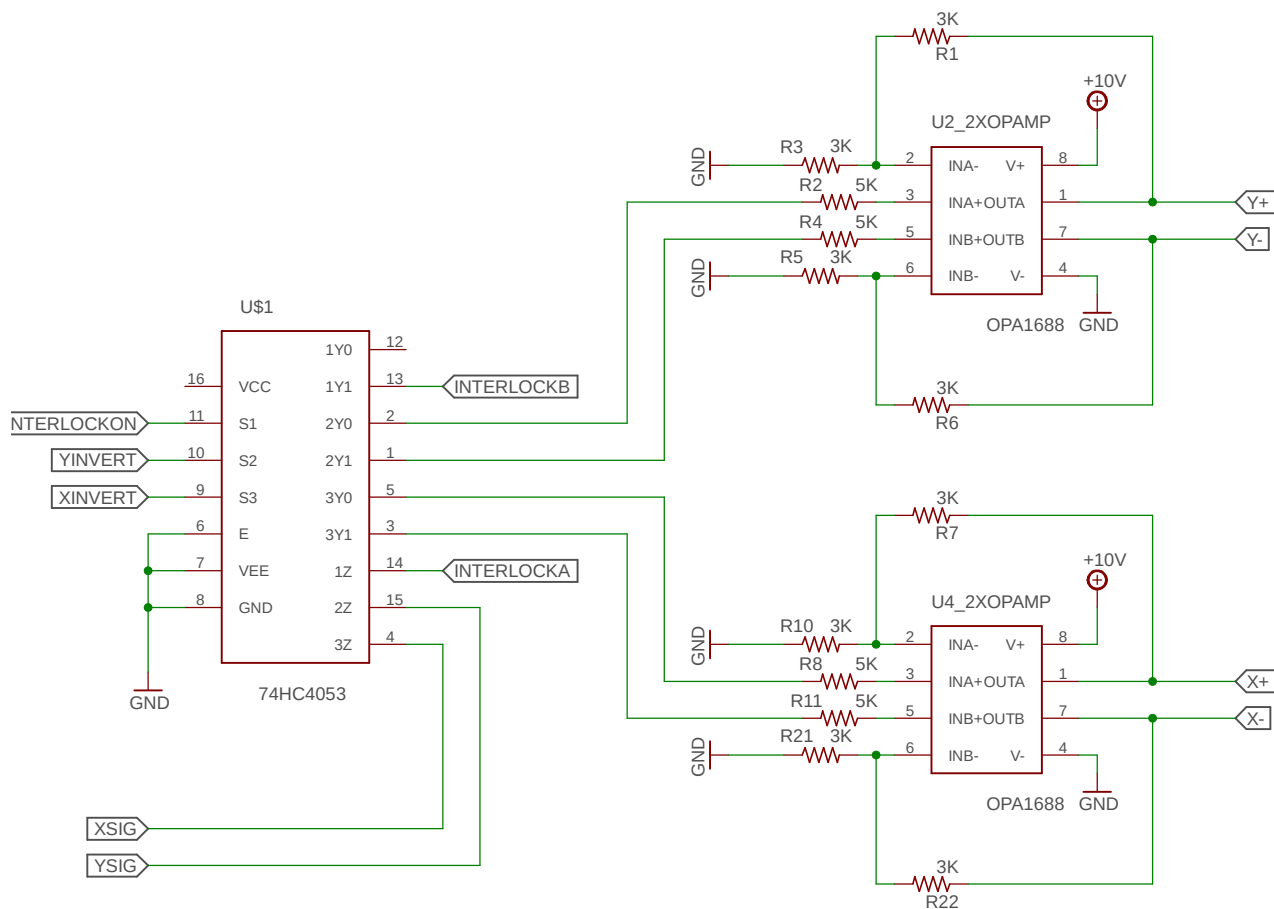 3K
R1
+10V
U2_2XOPAMP
R3 3K
GND
2 INA- V+ 8
R2 5K
3 INA+OUTA 1
Y+
R4 5K
5 INB+OUTB 7
Y-
R5 3K
GND
6 INB- V- 4
OPA1688 GND
3K
R6
U$1
1Y0 12
16 VCC 1Y1 13 INTERLOCKB
NTERLOCKON 11 S1 2Y0 2
YINVERT 10 S2 2Y1 1
XINVERT 9 S3 3Y0 5
6 E 3Y1 3
7 VEE 1Z 14 INTERLOCKA
8 GND 2Z 15
3Z 4
GND
74HC4053
XSIG
YSIG
3K
R7
+10V
U4_2XOPAMP
R10 3K
GND
2 INA- V+ 8
R8 5K
3 INA+OUTA 1
X+
R11 5K
5 INB+OUTB 7
X-
R21 3K
GND
6 INB- V- 4
OPA1688 GND
3K
R22